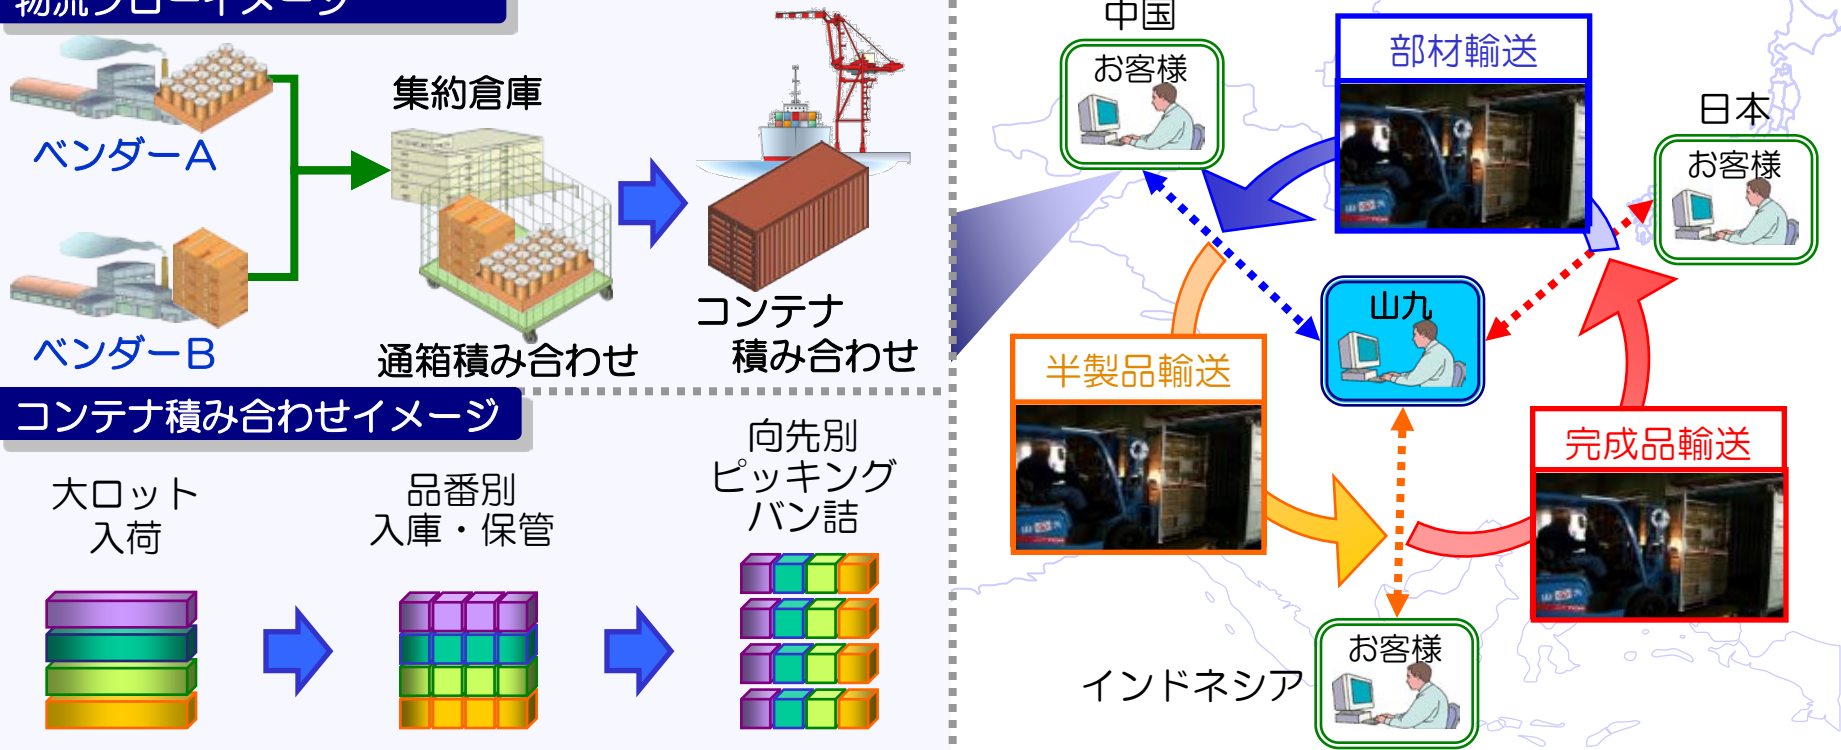 物流フローイメージ
ベンダーA
ベンダーB
集約倉庫
通箱積み合わせ
コンテナ
積み合わせ
コンテナ積み合わせイメージ
大ロット
入荷
品番別
入庫・保管
向先別
ピッキング
バン詰
中国
お客様
部材輸送
日本
お客様
山九
半製品輸送
完成品輸送
インドネシア
お客様